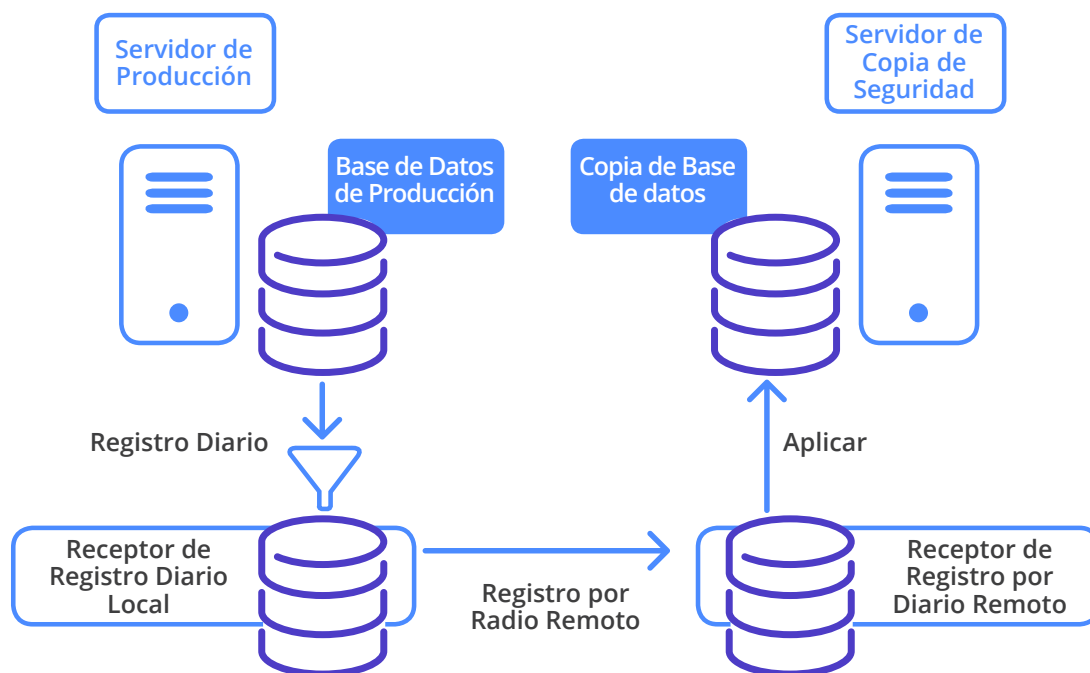 Servidor de
Producción
Servidor de
Copia de
Seguridad
Base de Datos
de Producción
Copia de Base
de datos
Registro Diario
Aplicar
Receptor de
Registro Diario
Local
Registro por
Radio Remoto
Receptor de
Registro por
Diario Remoto